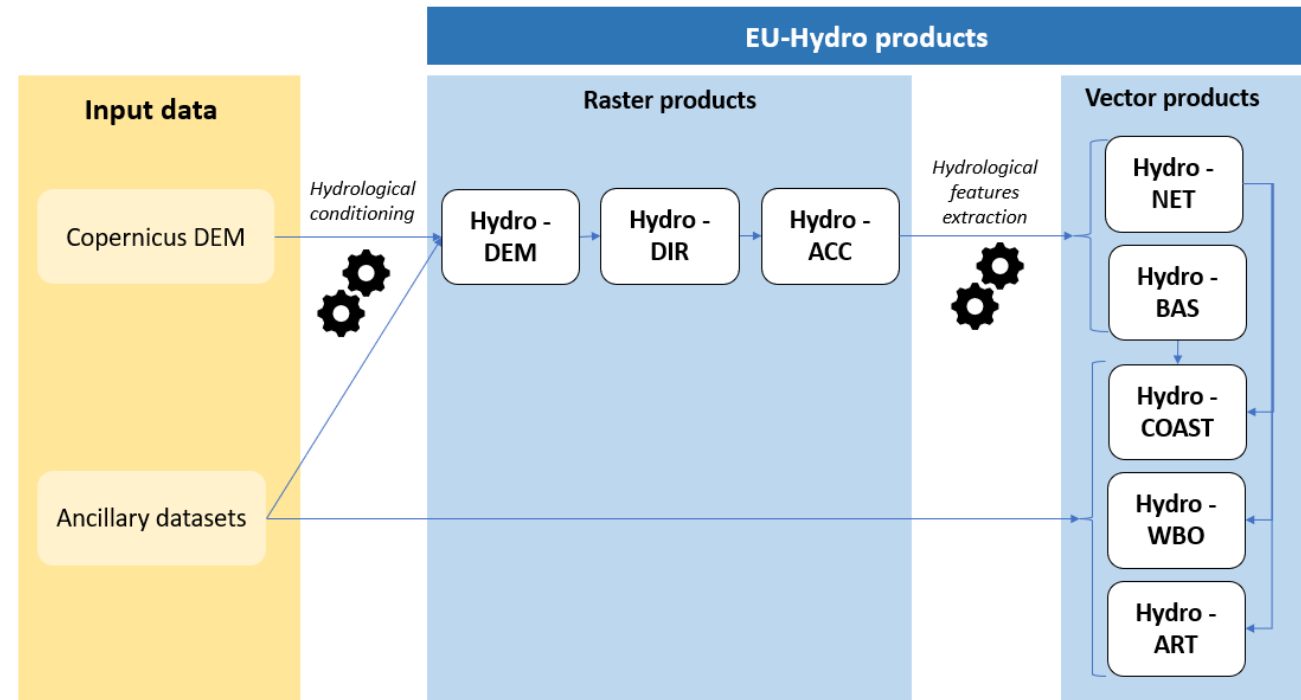 EU-Hydro products
Input data
Raster products
Vector products
Copernicus DEM
Ancillary datasets
Hydrological
conditioning
Hydro -
DEM
Hydro -
DIR
Hydro -
ACC
Hydrological
features
extraction
Hydro -
NET
Hydro -
BAS
Hydro -
COAST
Hydro -
WBO
Hydro -
ART